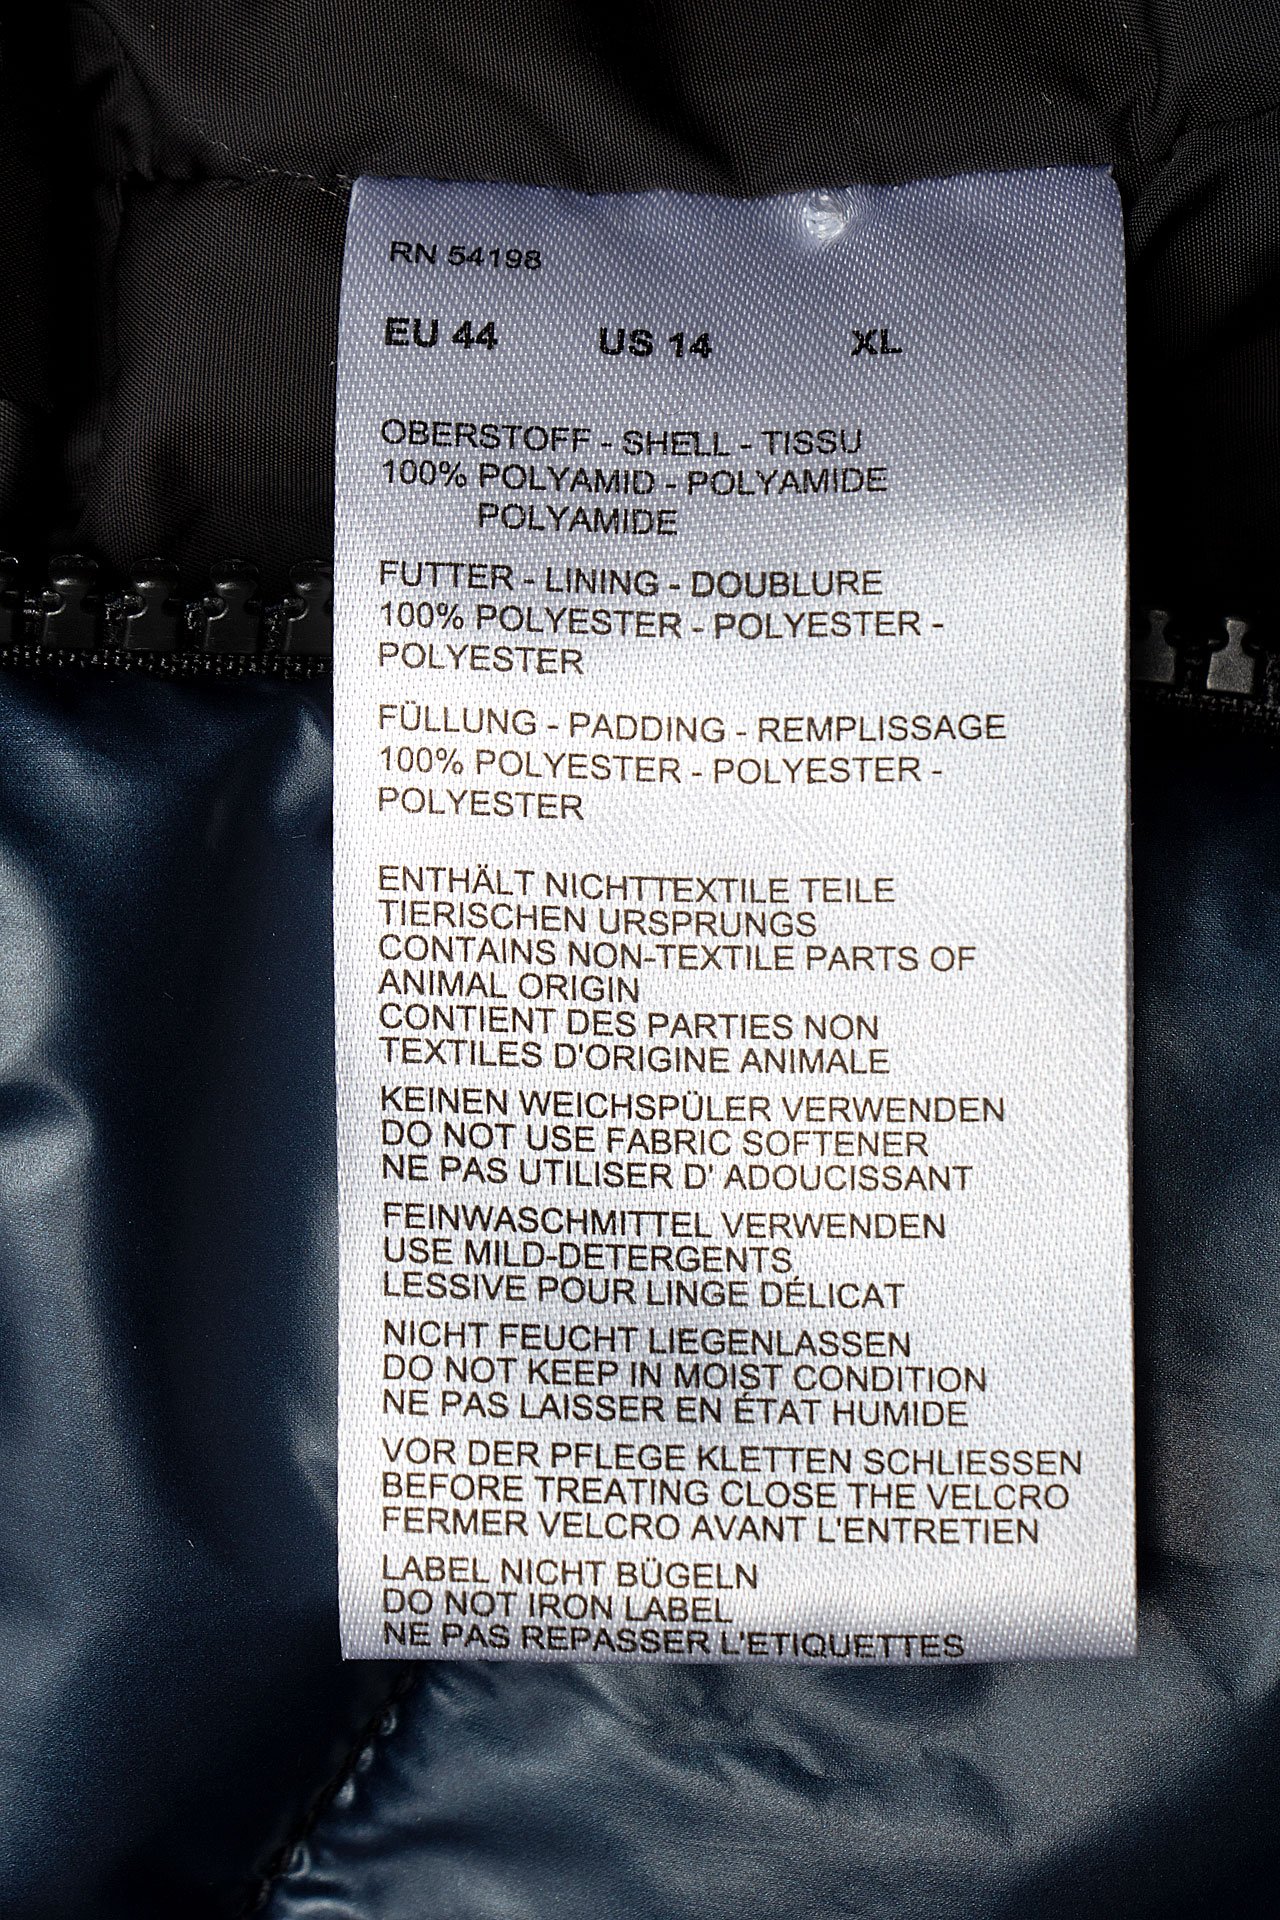 RN 54198
EU 44 US 14 XL
OBERSTOFF - SHELL - TISSU
100% POLYAMID - POLYAMIDE
POLYAMIDE
FUTTER - LINING - DOUBLURE
100% POLYESTER - POLYESTER -
POLYESTER
FÜLLUNG - PADDING - REMPLISSAGE
100% POLYESTER - POLYESTER -
POLYESTER
ENTHÄLT NICHTTEXTILE TEILE
TIERISCHEN URSPRUNGS
CONTAINS NON-TEXTILE PARTS OF
ANIMAL ORIGIN
CONTIENT DES PARTIES NON
TEXTILES D'ORIGINE ANIMALE
KEINEN WEICHSPÜLER VERWENDEN
DO NOT USE FABRIC SOFTENER
NE PAS UTILISER D' ADOUCISSANT
FEINWASCHMITTEL VERWENDEN
USE MILD-DETERGENTS
LESSIVE POUR LINGE DÉLICAT
NICHT FEUCHT LIEGENLASSEN
DO NOT KEEP IN MOIST CONDITION
NE PAS LAISSER EN ÉTAT HUMIDE
VOR DER PFLEGE KLETTEN SCHLIESSEN
BEFORE TREATING CLOSE THE VELCRO
FERMER VELCRO AVANT L'ENTRETIEN
LABEL NICHT BÜGELN
DO NOT IRON LABEL
NE PAS REPASSER L'ETIQUETTES